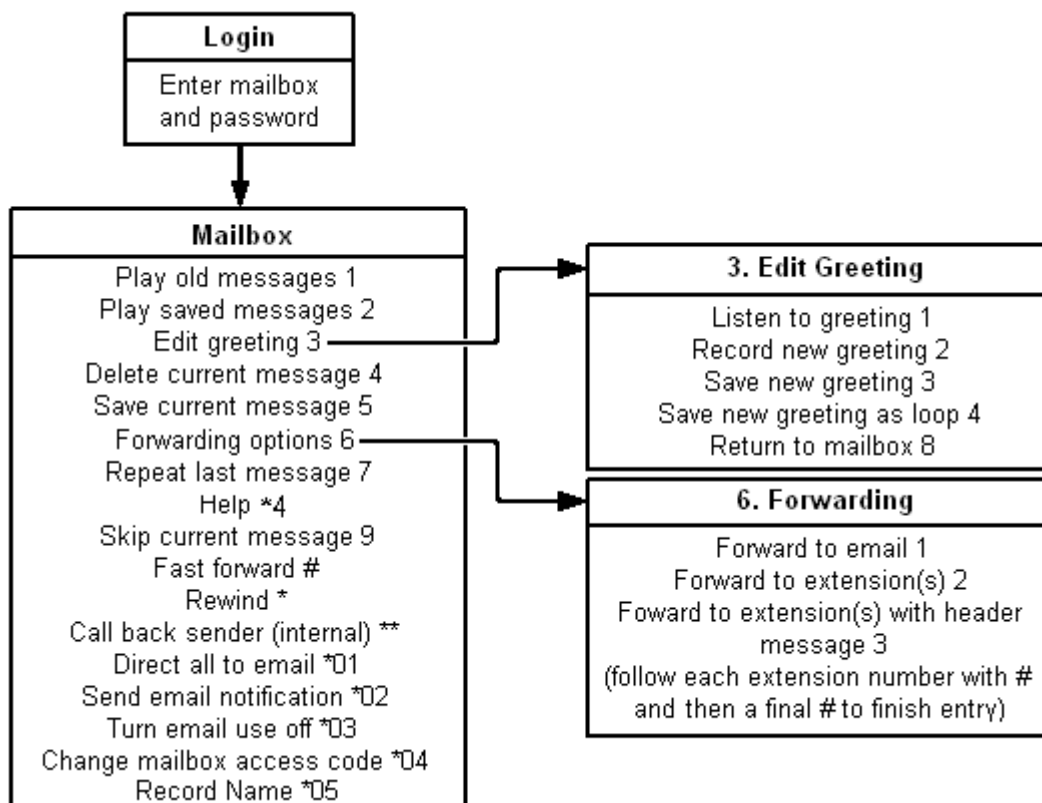 Login
Enter mailbox
and password
Mailbox
Play old messages 1
Play saved messages 2
Edit greeting 3
Delete current message 4
Save current message 5
Forwarding options 6
Repeat last message 7
Help *4
Skip current message 9
Fast forward #
Rewind *
Call back sender (internal) **
Direct all to email *01
Send email notification *02
Turn email use off *03
Change mailbox access code *04
Record Name *05
3. Edit Greeting
Listen to greeting 1
Record new greeting 2
Save new greeting 3
Save new greeting as loop 4
Return to mailbox 8
6. Forwarding
Forward to email 1
Forward to extension(s) 2
Foward to extension(s) with header
message 3
(follow each extension number with #
and then a final # to finish entry)